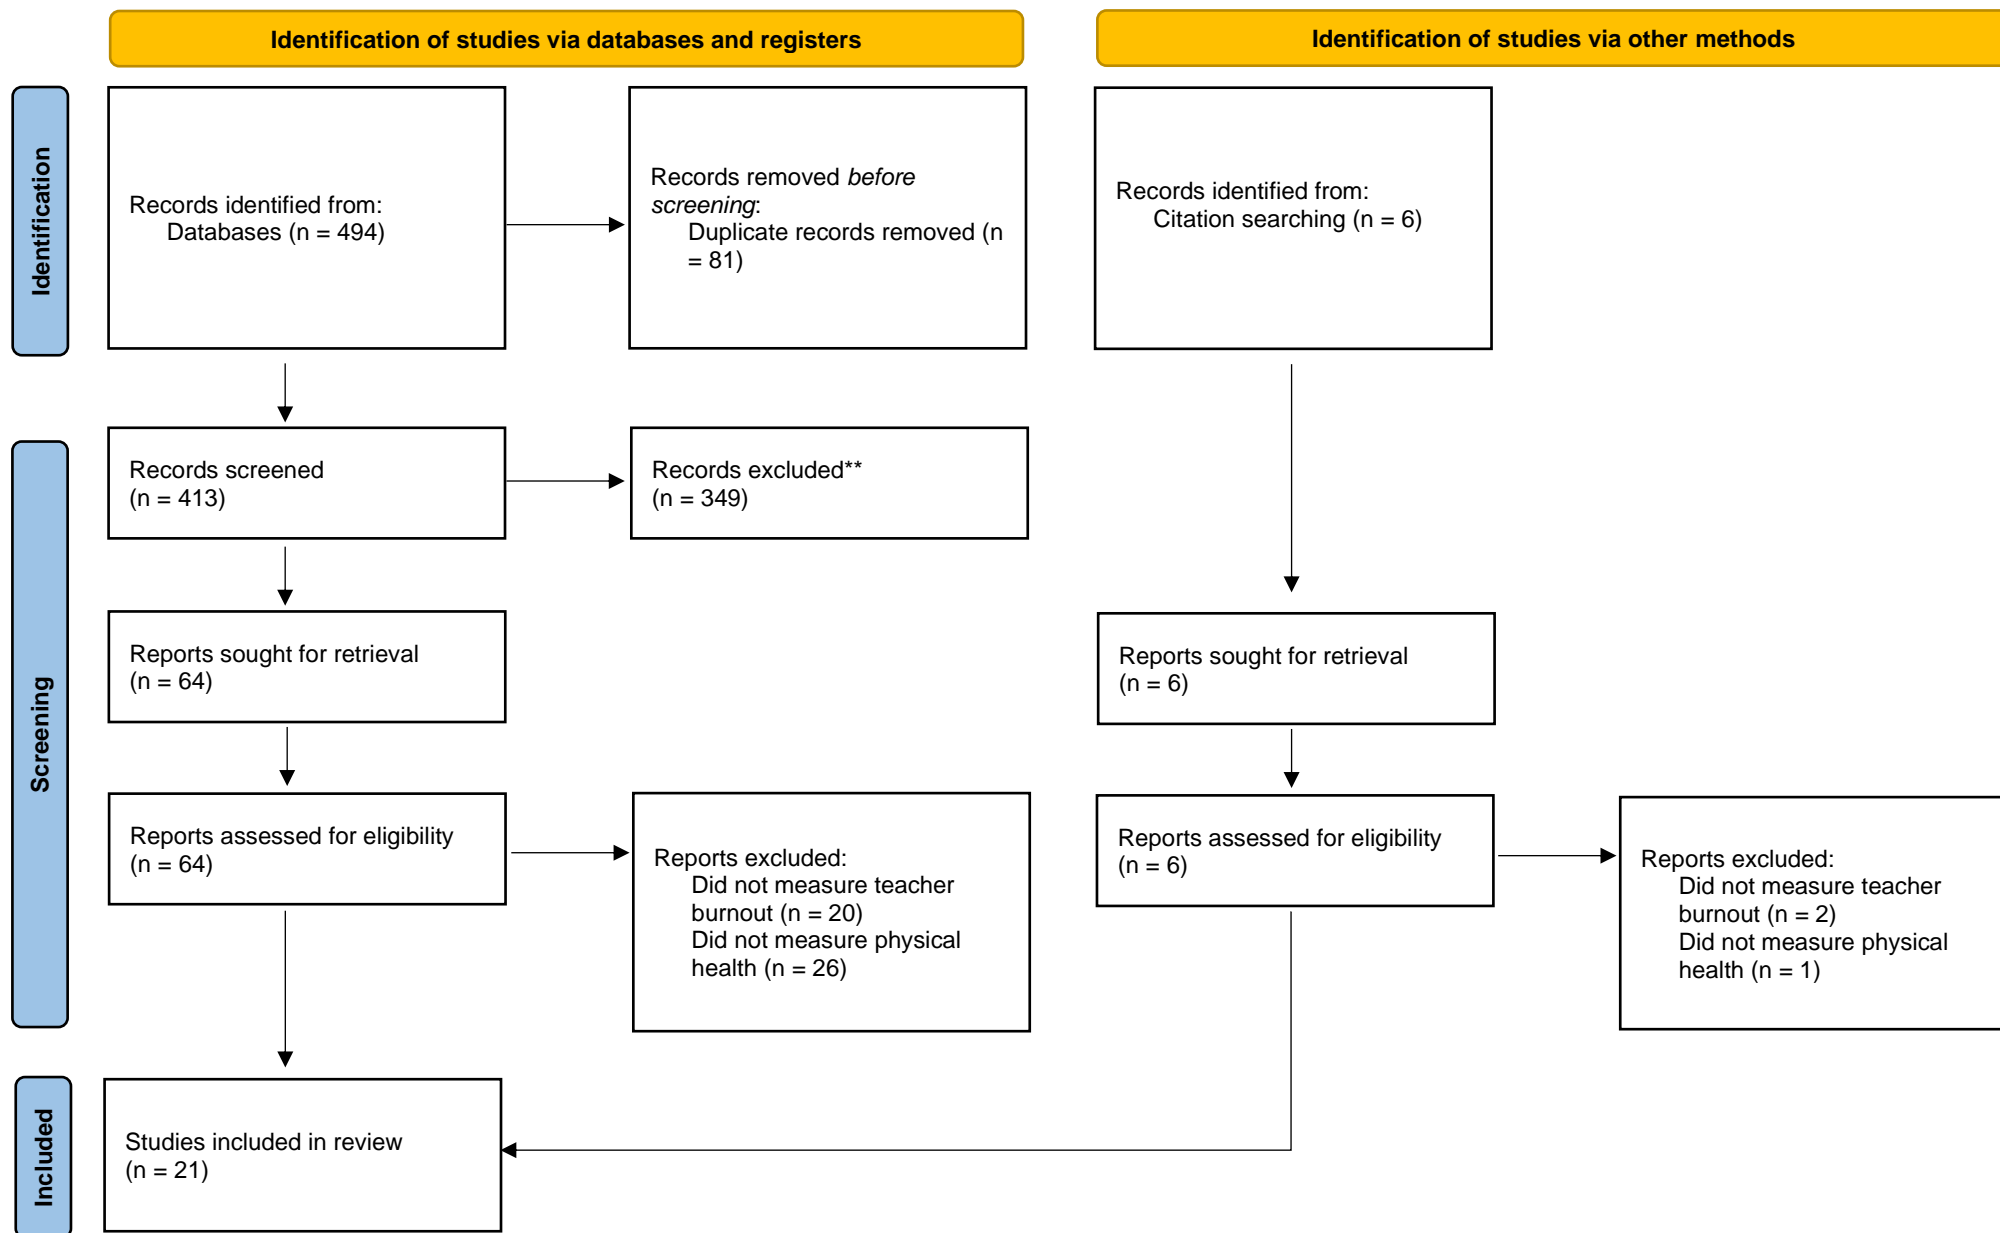 Identification of studies via databases and registers
Identification of studies via other methods
Identification
Records identified from:
Databases (n = 494)
Records removed before
screening:
Duplicate records removed (n
= 81)
Records identified from:
Citation searching (n = 6)
Screening
Records screened
(n = 413)
Records excluded**
(n = 349)
Reports sought for retrieval
(n = 64)
Reports sought for retrieval
(n = 6)
Reports assessed for eligibility
(n = 64)
Reports excluded:
Did not measure teacher
burnout (n = 20)
Did not measure physical
health (n = 26)
Reports assessed for eligibility
(n = 6)
Reports excluded:
Did not measure teacher
burnout (n = 2)
Did not measure physical
health (n = 1)
Included
Studies included in review
(n = 21)